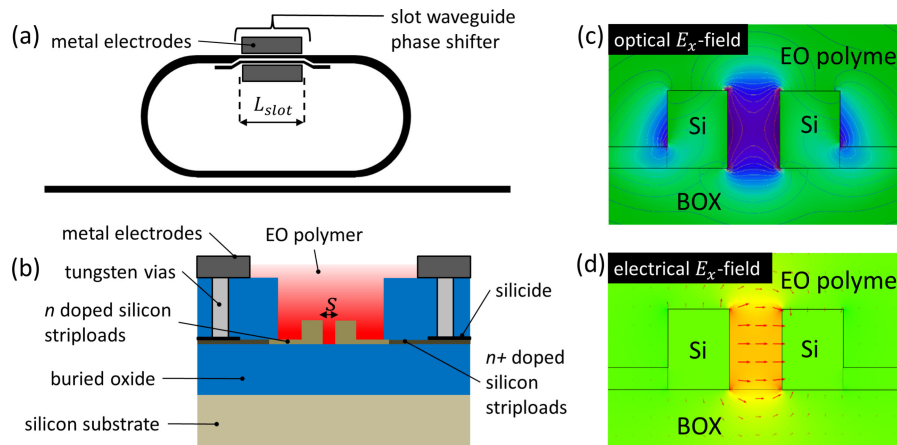 (a)
metal electrodes
slot waveguide
phase shifter
L_slot
(b)
metal electrodes
tungsten vias
n doped silicon
striploads
buried oxide
silicon substrate
EO polymer
S
silicide
n+ doped
silicon
striploads
(c)
optical E_x-field
EO polyme
Si
Si
BOX
(d)
electrical E_x-field
EO polyme
Si
Si
BOX